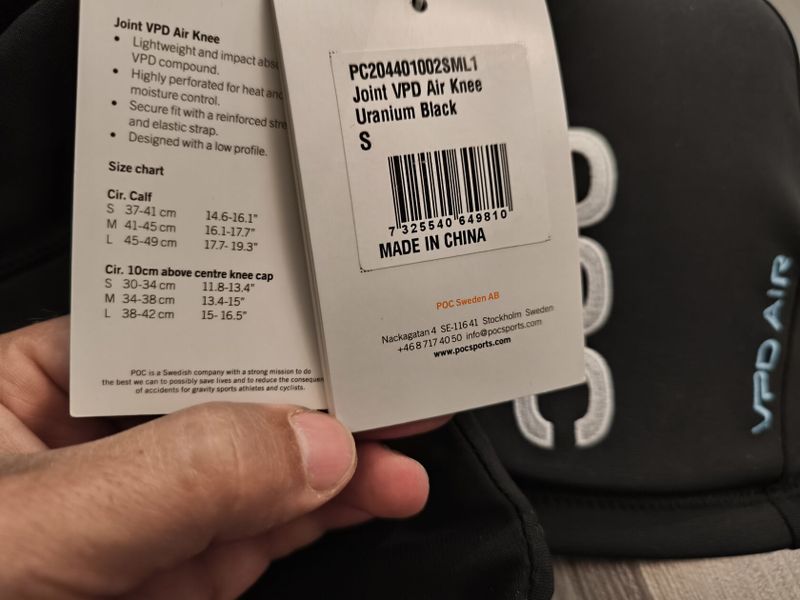 Joint VPD Air Knee
• Lightweight and impact
VPD compound.
• Highly perforated for heat and
moisture control.
• Secure fit with a reinforced
and elastic strap.
• Designed with a low profile.
Size chart
Cir. Calf
S 37-41 cm 14.6-16.1"
M 41-45 cm 16.1-17.7"
L 45-49 cm 17.7- 19.3"
Cir. 10cm above centre knee cap
S 30-34 cm 11.8-13.4"
M 34-38 cm 13.4-15"
L 38-42 cm 15- 16.5"
POC is a Swedish company with a strong mission to do
the best we can to possibly save lives and to reduce the
of accidents for gravity sports athletes and cyclists.
PC204401002SML1
Joint VPD Air Knee
Uranium Black
S
7 325540 649810
MADE IN CHINA
POC Sweden AB
Nackagatan 4 SE-116 41 Stockholm Sweden
+46 8 717 40 50 info@pocsports.com
www.pocsports.com
VPD AIR